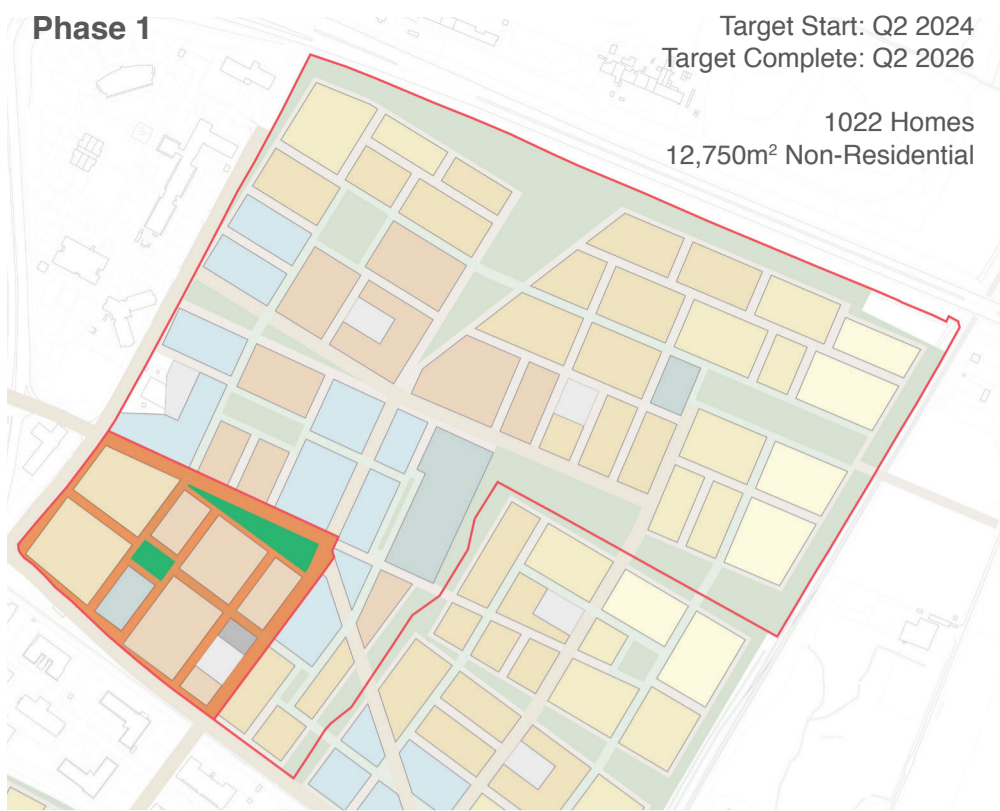 Phase 1
Target Start: Q2 2024
Target Complete: Q2 2026
1022 Homes
12,750m² Non-Residential